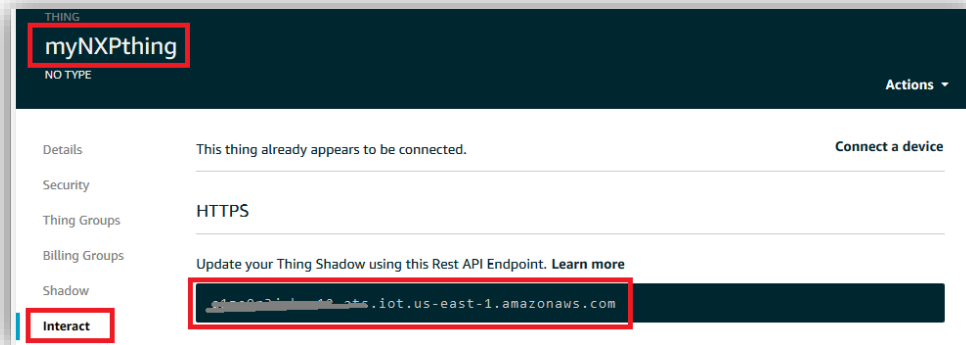 THING
myNXPthing
NO TYPE
Actions
Details
This thing already appears to be connected.
Connect a device
Security
HTTPS
Thing Groups
Billing Groups
Update your Thing Shadow using this Rest API Endpoint. Learn more
Shadow
ats.iot.us-east-1.amazonaws.com
Interact